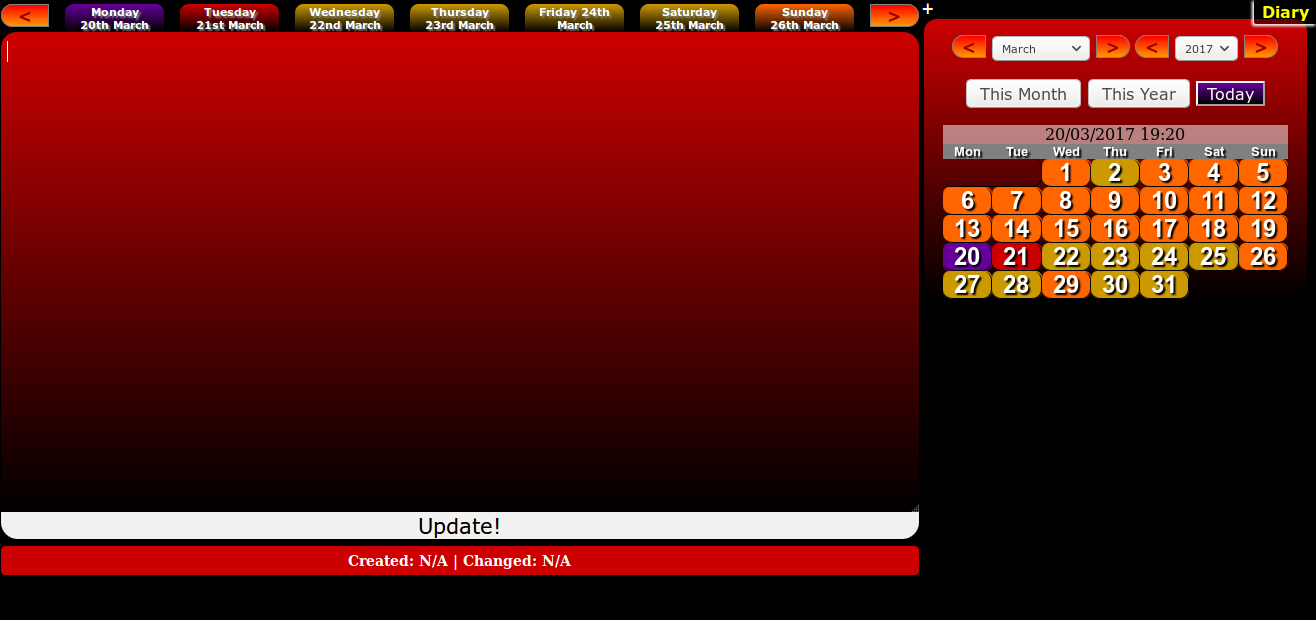 < Monday 20th March Tuesday 21st March Wednesday 22nd March Thursday 23rd March Friday 24th March Saturday 25th March Sunday 26th March > +
Diary
< March > < 2017 >
This Month This Year Today
20/03/2017 19:20
Mon Tue Wed Thu Fri Sat Sun
1 2 3 4 5
6 7 8 9 10 11 12
13 14 15 16 17 18 19
20 21 22 23 24 25 26
27 28 29 30 31
Update!
Created: N/A | Changed: N/A